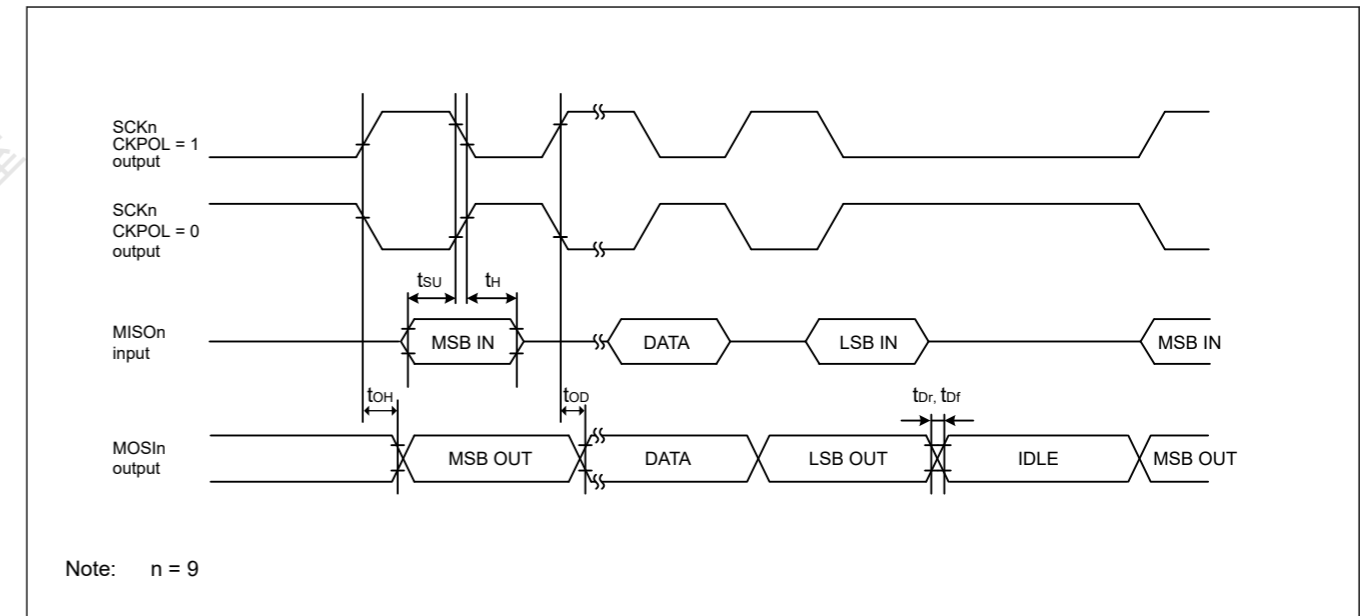 SCKn
CKPOL = 1
output
SCKn
CKPOL = 0
output
tSU
tH
MISOn
input
MSB IN
DATA
LSB IN
MSB IN
tOH
tOD
tDr, tDf
MOSIn
output
MSB OUT
DATA
LSB OUT
IDLE
MSB OUT
Note: n = 9